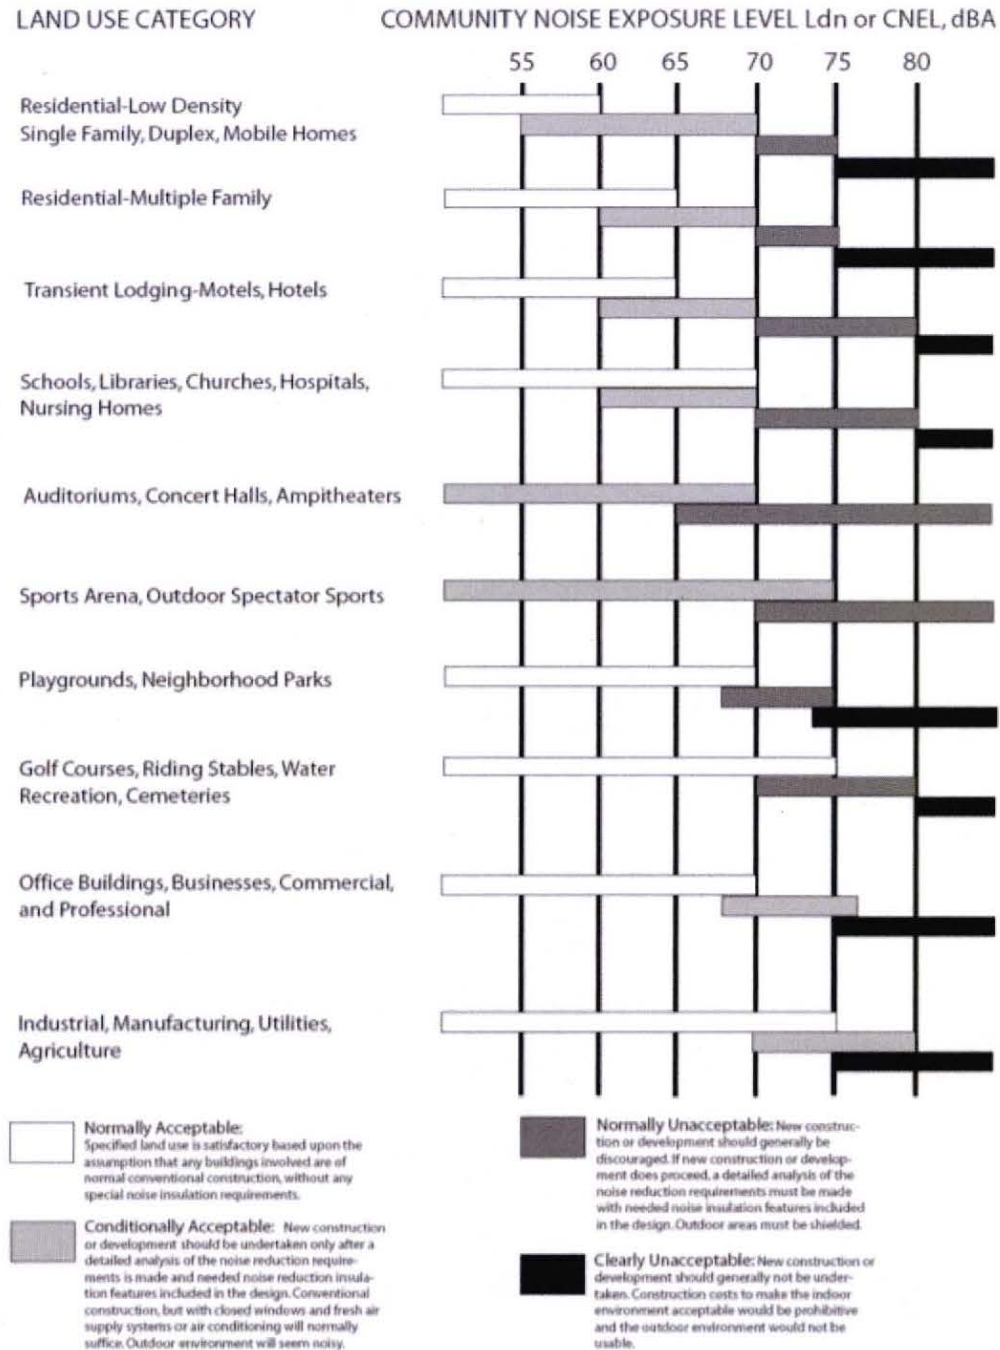 LAND USE CATEGORY
COMMUNITY NOISE EXPOSURE LEVEL Ldn or CNEL, dBA
55 60 65 70 75 80
Residential-Low Density
Single Family, Duplex, Mobile Homes
Residential-Multiple Family
Transient Lodging-Motels, Hotels
Schools, Libraries, Churches, Hospitals,
Nursing Homes
Auditoriums, Concert Halls, Ampitheaters
Sports Arena, Outdoor Spectator Sports
Playgrounds, Neighborhood Parks
Golf Courses, Riding Stables, Water
Recreation, Cemeteries
Office Buildings, Businesses, Commercial,
and Professional
Industrial, Manufacturing, Utilities,
Agriculture
Normally Acceptable:
Specified land use is satisfactory based upon the
assumption that any buildings involved are of
normal conventional construction, without any
special noise insulation requirements.
Conditionally Acceptable: New construction
or development should be undertaken only after a
detailed analysis of the noise reduction require-
ments is made and needed noise reduction insula-
tion features included in the design. Conventional
construction, but with closed windows and fresh air
supply systems or air conditioning will normally
suffice. Outdoor environment will seem noisy.
Normally Unacceptable: New construc-
tion or development should generally be
discouraged. If new construction or develop-
ment does proceed, a detailed analysis of the
noise reduction requirements must be made
with needed noise insulation features included
in the design. Outdoor areas must be shielded.
Clearly Unacceptable: New construction or
development should generally not be under-
taken. Construction costs to make the indoor
environment acceptable would be prohibitive
and the outdoor environment would not be
usable.